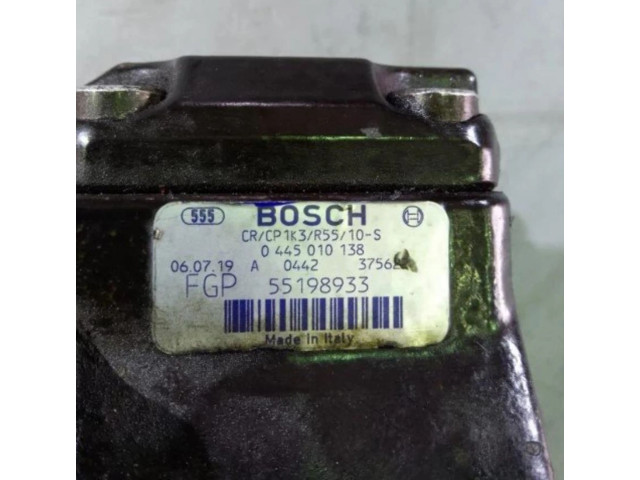 555 BOSCH
CR/CP1K3/R55/10-S
0 445 010 138
06.07.19 A 0442
FGP 55198933
Made in Italy